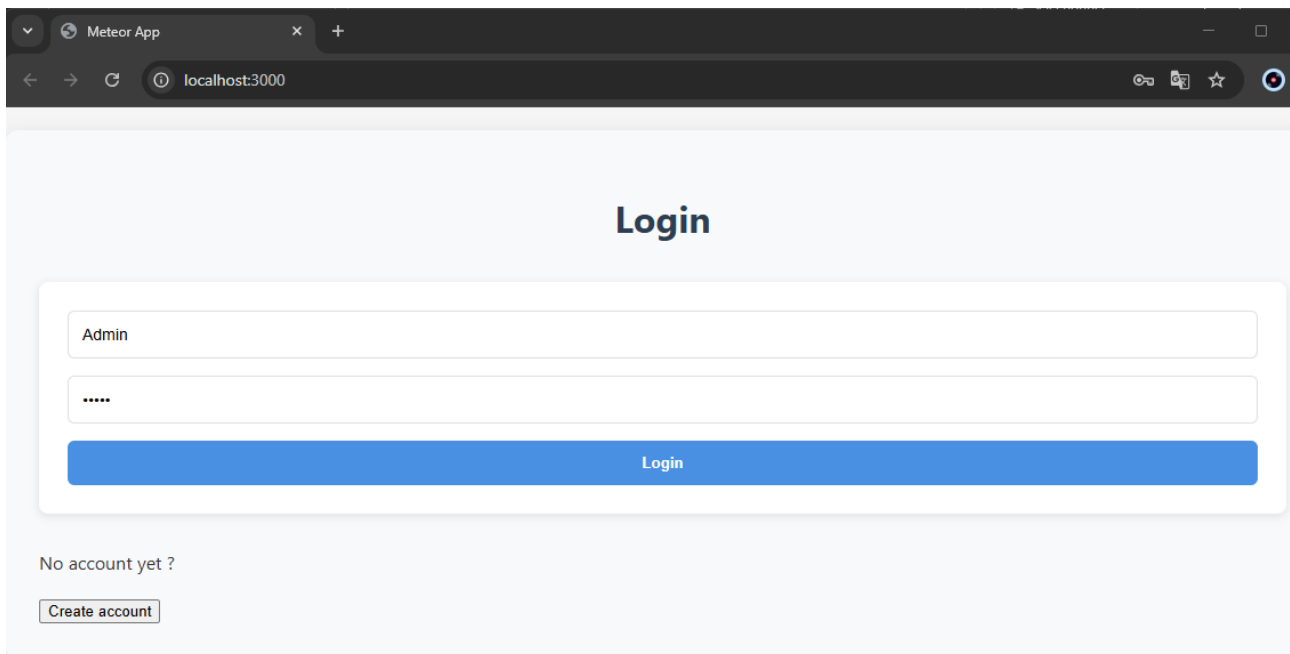 Meteor App
localhost:3000
Login
Admin
•••••
Login
No account yet ?
Create account